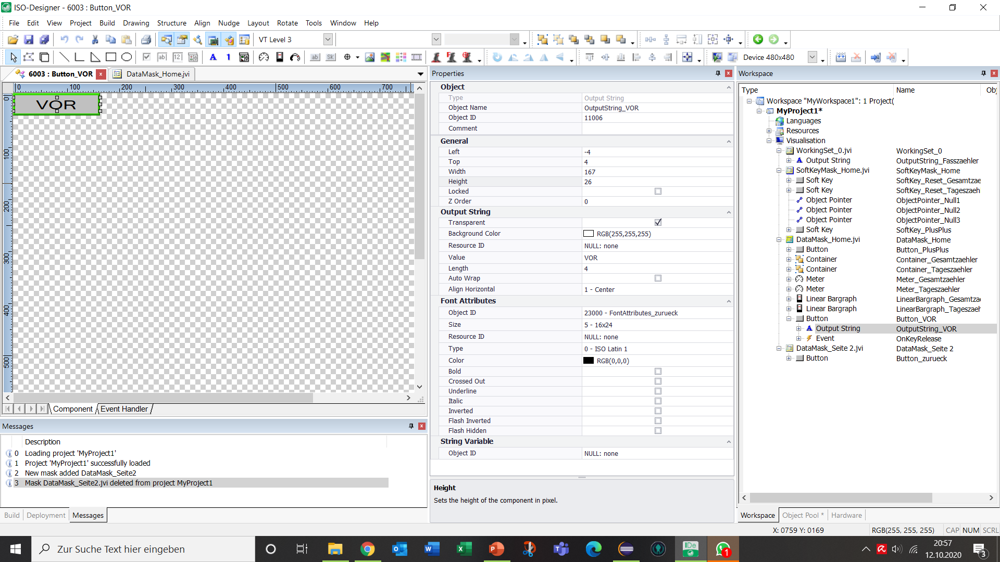 ISO-Designer - 6003 : Button_VOR
File Edit View Project Build Drawing Structure Align Nudge Layout Rotate Tools Window Help
VT Level 3
Device 480x480
6003 : Button_VOR
DataMask_Home.jvi
0 100 200 300 400 500 600 700
0
100
200
300
400
500
VOR
Component
Event Handler
Messages
Description
0 Loading project 'MyProject1'
1 Project 'MyProject1' successfully loaded
2 New mask added DataMask_Seite2
3 Mask DataMask_Seite2.jvi deleted from project MyProject1
Build Deployment Messages
Properties
Object
Type Output String
Object Name OutputString_VOR
Object ID 11006
Comment
General
Left -4
Top 4
Width 167
Height 26
Locked
Z Order 0
Output String
Transparent
Background Color RGB(255,255,255)
Resource ID NULL: none
Value VOR
Length 4
Auto Wrap
Align Horizontal 1 - Center
Font Attributes
Object ID 23000 - FontAttributes_zurueck
Size 5 - 16x24
Resource ID NULL: none
Type 0 - ISO Latin 1
Color RGB(0,0,0)
Bold
Crossed Out
Underline
Italic
Inverted
Flash Inverted
Flash Hidden
String Variable
Object ID NULL: none
Height
Sets the height of the component in pixel.
Workspace
Type Name Obj
Workspace "MyWorkspace1": 1 Project(
MyProject1*
Languages
Resources
Visualisation
WorkingSet_0.jvi WorkingSet_0
Output String OutputString_Fasszaehler
SoftKeyMask_Home.jvi SoftKeyMask_Home
Soft Key SoftKey_Reset_Gesamtzae
Soft Key SoftKey_Reset_Tageszaeh
Object Pointer ObjectPointer_Null1
Object Pointer ObjectPointer_Null2
Object Pointer ObjectPointer_Null3
Soft Key SoftKey_PlusPlus
DataMask_Home.jvi DataMask_Home
Button Button_PlusPlus
Container Container_Gesamtzaehler
Container Container_Tageszaehler
Meter Meter_Gesamtzaehler
Meter Meter_Tageszaehler
Linear Bargraph LinearBargraph_Gesamtza
Linear Bargraph LinearBargraph_Tageszaeh
Button Button_VOR
Output String OutputString_VOR
Event OnKeyRelease
DataMask_Seite 2.jvi DataMask_Seite 2
Button Button_zurueck
Workspace Object Pool * Hardware
X: 0759 Y: 0169 RGB(255, 255, 255) CAP NUM SCRL
Zur Suche Text hier eingeben
20:57
12.10.2020
3
1